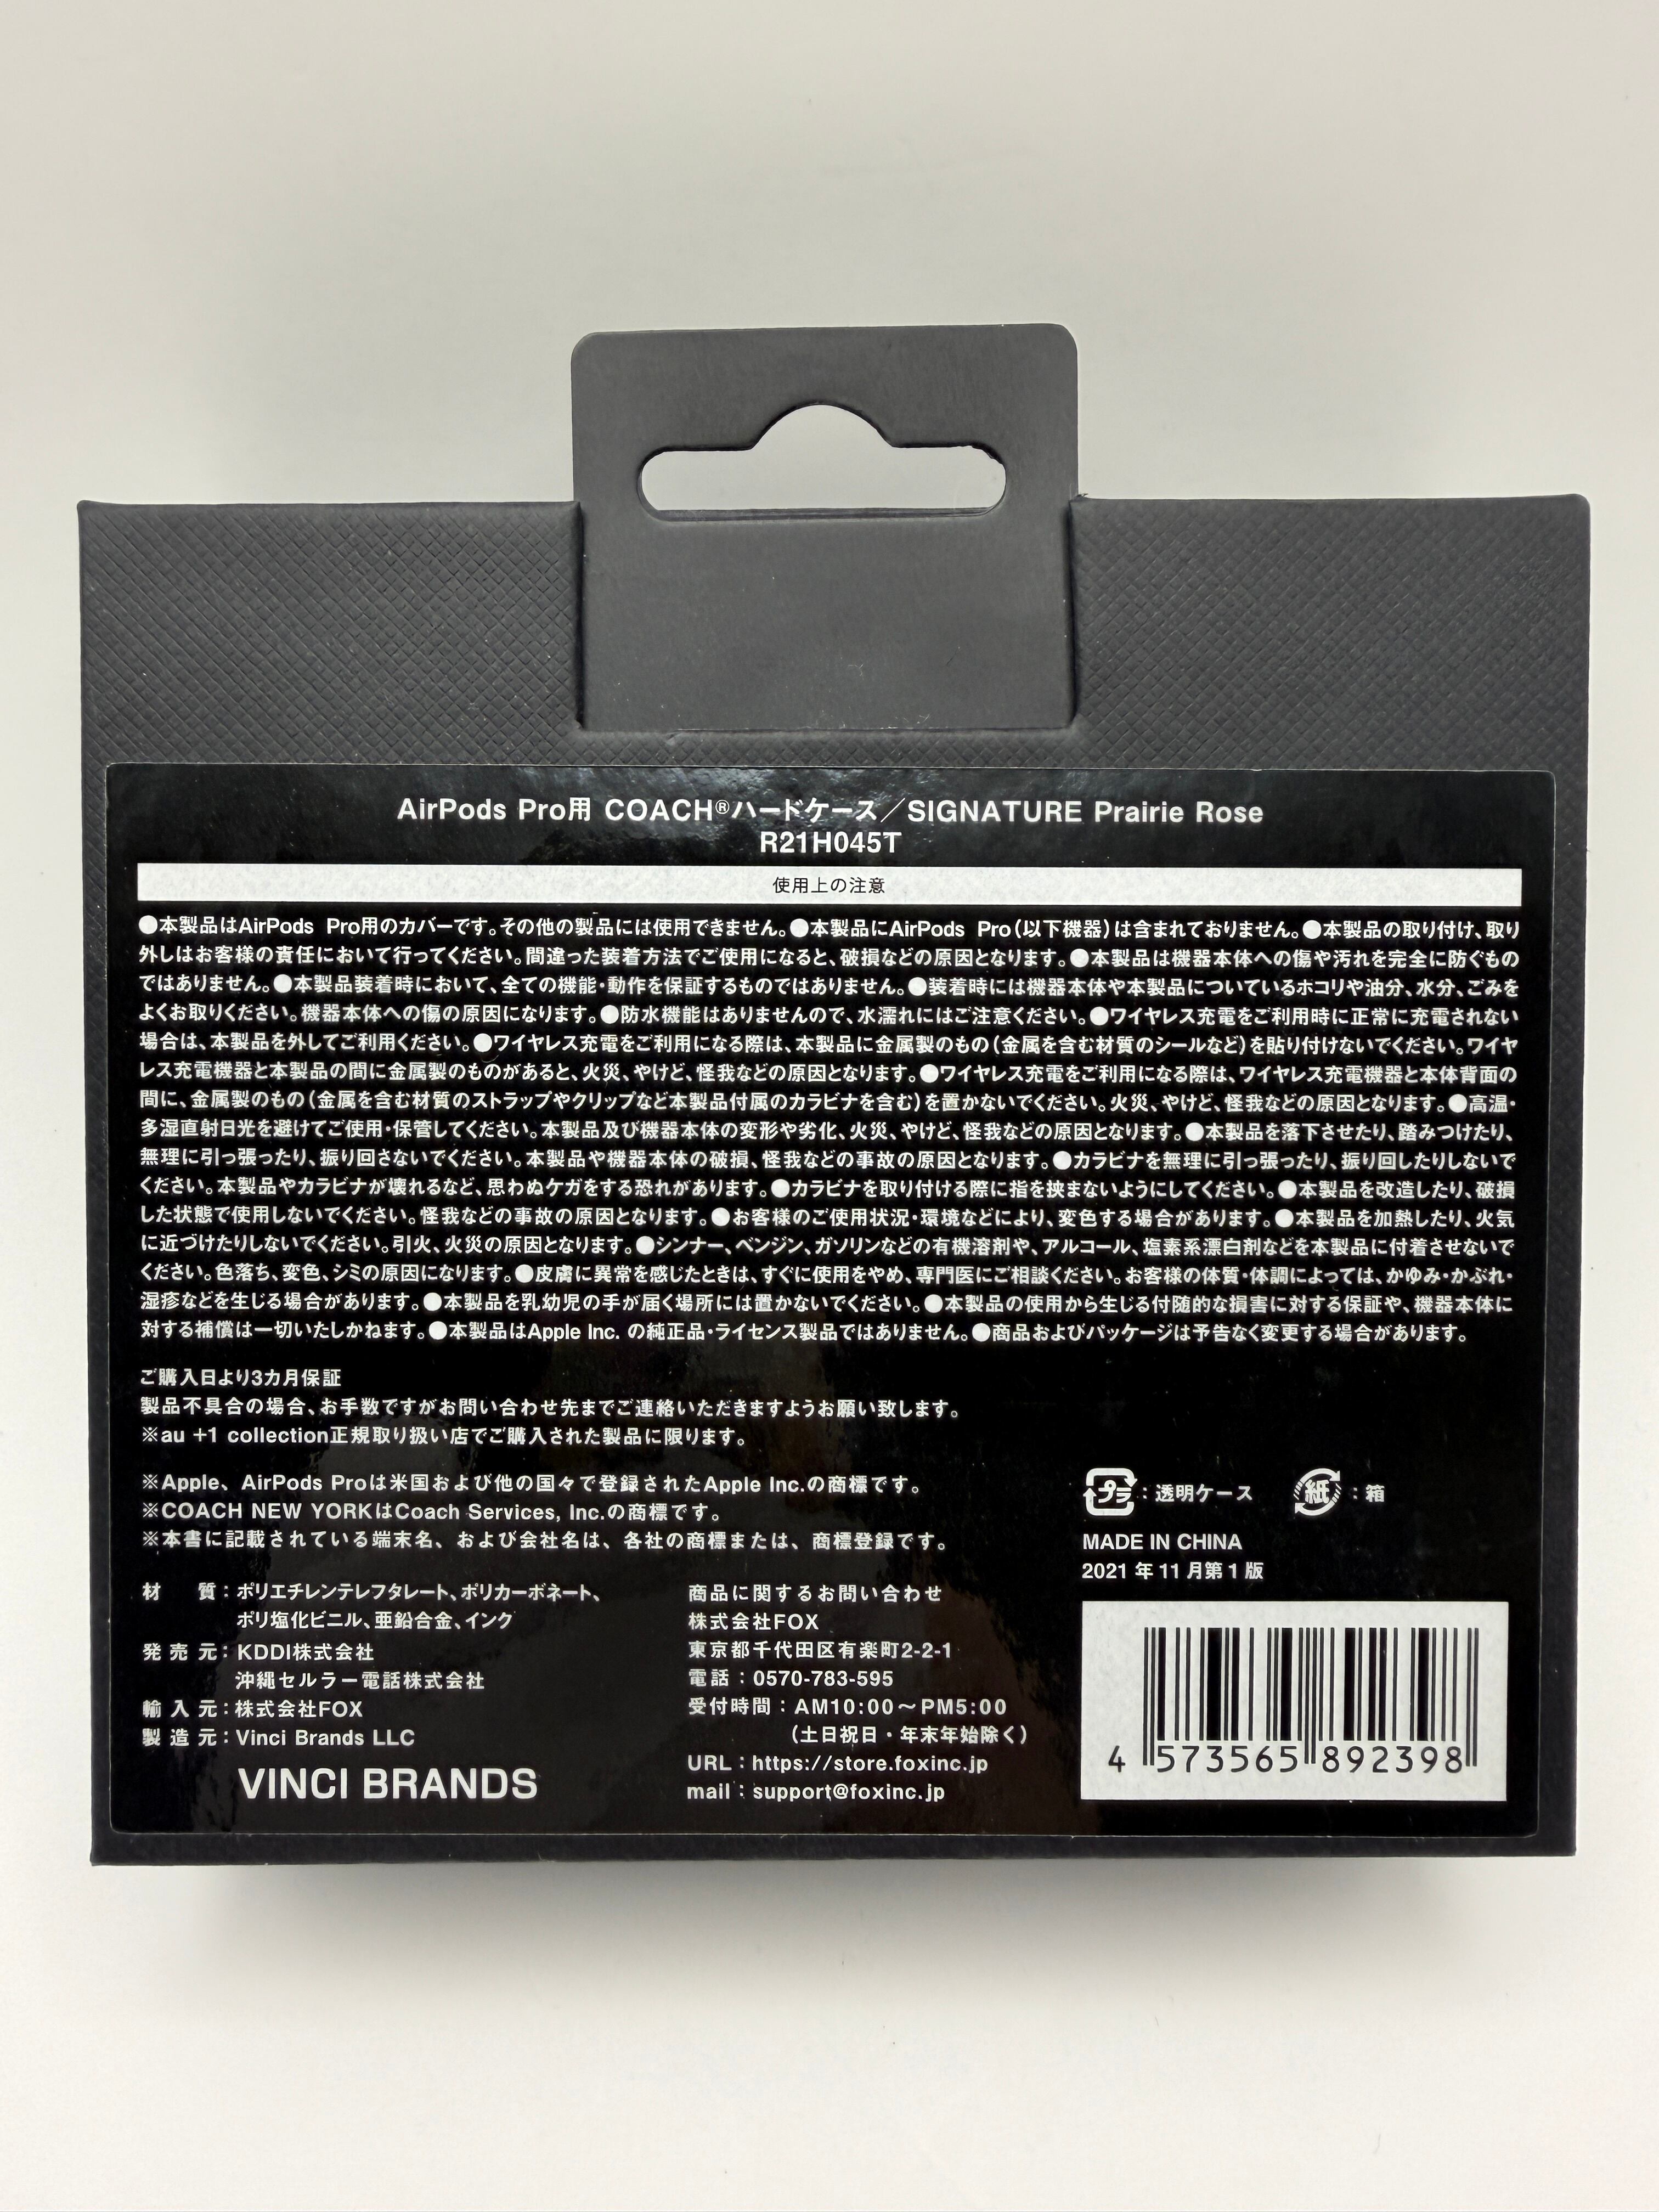 AirPods Pro用 COACH®ハードケース／SIGNATURE Prairie Rose
R21H045T
使用上の注意
●本製品はAirPods Pro用のカバーです。その他の製品には使用できません。●本製品にAirPods Pro（以下機器）は含まれておりません。●本製品の取り付け、取り
外しはお客様の責任において行ってください。間違った装着方法でご使用になると、破損などの原因となります。●本製品は機器本体への傷や汚れを完全に防ぐもの
ではありません。●本製品装着時において、全ての機能・動作を保証するものではありません。●装着時には機器本体や本製品についているホコリや油分、水分、ごみを
よくお取りください。機器本体への傷の原因になります。●防水機能はありませんので、水濡れにはご注意ください。●ワイヤレス充電をご利用時に正常に充電されない
場合は、本製品を外してご利用ください。●ワイヤレス充電をご利用になる際は、本製品に金属製のもの（金属を含む材質のシールなど）を貼り付けないでください。ワイヤ
レス充電機器と本製品の間に金属製のものがあると、火災、やけど、怪我などの原因となります。●ワイヤレス充電をご利用になる際は、ワイヤレス充電機器と本体背面の
間に、金属製のもの（金属を含む材質のストラップやクリップなど本製品付属のカラビナを含む）を置かないでください。火災、やけど、怪我などの原因となります。●高温・
多湿直射日光を避けてご使用・保管してください。本製品及び機器本体の変形や劣化、火災、やけど、怪我などの原因となります。●本製品を落下させたり、踏みつけたり、
無理に引っ張ったり、振り回さないでください。本製品や機器本体の破損、怪我などの事故の原因となります。●カラビナを無理に引っ張ったり、振り回したりしないで
ください。本製品やカラビナが壊れるなど、思わぬケガをする恐れがあります。●カラビナを取り付ける際に指を挟まないようにしてください。●本製品を改造したり、破損
した状態で使用しないでください。怪我などの事故の原因となります。●お客様のご使用状況・環境などにより、変色する場合があります。●本製品を加熱したり、火気
に近づけたりしないでください。引火、火災の原因となります。●シンナー、ベンジン、ガソリンなどの有機溶剤や、アルコール、塩素系漂白剤などを本製品に付着させないで
ください。色落ち、変色、シミの原因になります。●皮膚に異常を感じたときは、すぐに使用をやめ、専門医にご相談ください。お客様の体質・体調によっては、かゆみ・かぶれ・
湿疹などを生じる場合があります。●本製品を乳幼児の手が届く場所には置かないでください。●本製品の使用から生じる付随的な損害に対する保証や、機器本体に
対する補償は一切いたしかねます。●本製品はApple Inc. の純正品・ライセンス製品ではありません。●商品およびパッケージは予告なく変更する場合があります。
ご購入日より3カ月保証
製品不具合の場合、お手数ですがお問い合わせ先までご連絡いただきますようお願い致します。
※au +1 collection正規取り扱い店でご購入された製品に限ります。
※Apple、AirPods Proは米国および他の国々で登録されたApple Inc.の商標です。
※COACH NEW YORKはCoach Services, Inc.の商標です。
※本書に記載されている端末名、および会社名は、各社の商標または、商標登録です。
プラ：透明ケース 紙：箱
MADE IN CHINA
2021 年 11 月第 1 版
材 質：ポリエチレンテレフタレート、ポリカーボネート、
ポリ塩化ビニル、亜鉛合金、インク
発売元：KDDI株式会社
沖縄セルラー電話株式会社
輸入元：株式会社FOX
製造元：Vinci Brands LLC
VINCI BRANDS
商品に関するお問い合わせ
株式会社FOX
東京都千代田区有楽町2-2-1
電話：0570-783-595
受付時間：AM10:00～PM5:00
（土日祝日・年末年始除く）
URL：https://store.foxinc.jp
mail：support@foxinc.jp
4 573565 892398